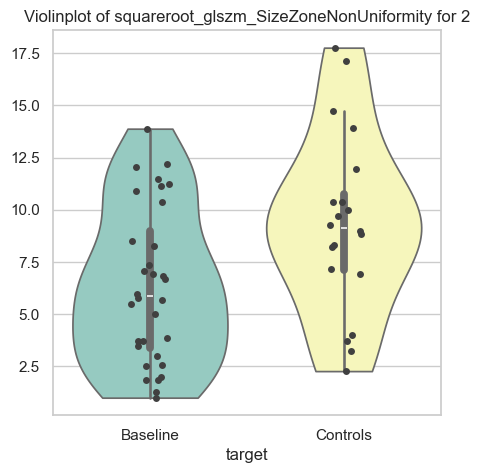 Violinplot of squareroot_glszm_SizeZoneNonUniformity for 2
17.5
15.0
12.5
10.0
7.5
5.0
2.5
Baseline Controls
target